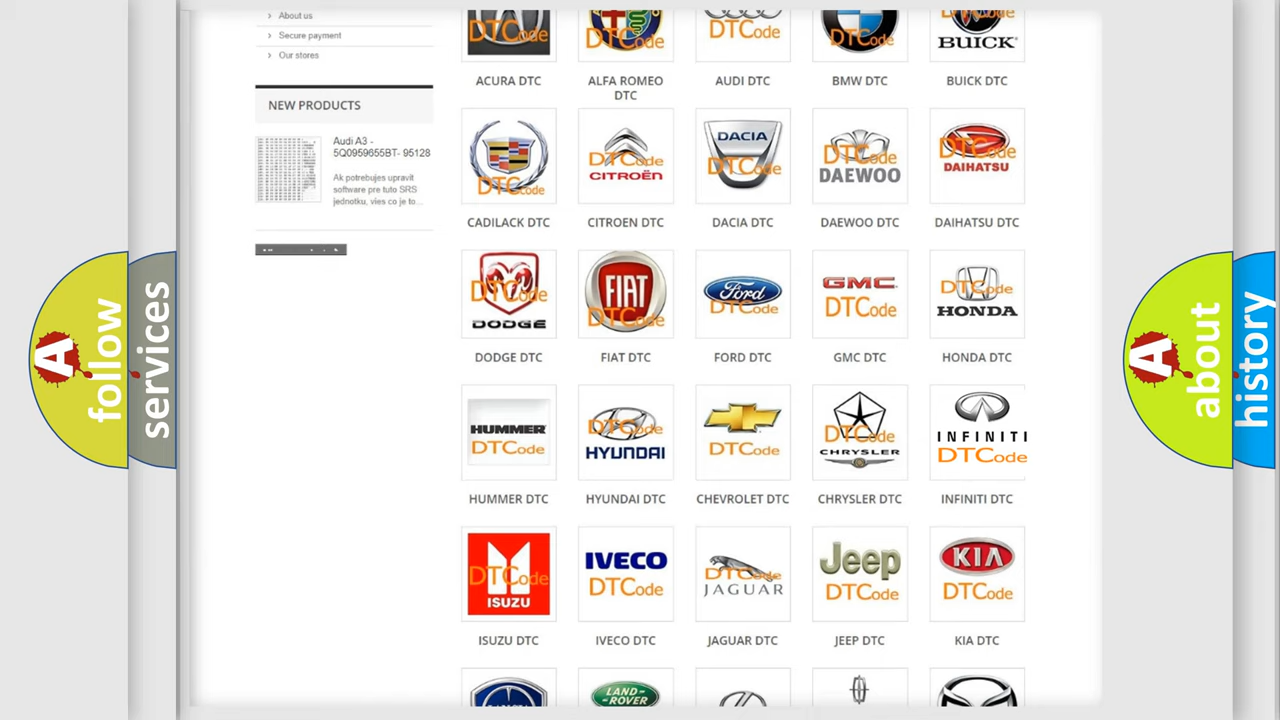 About us
Secure payment
Our stores
NEW PRODUCTS
Audi A3 -
5Q0959655BT- 95128
Ak potrebujes upravit
software pre tuto SRS
jednotku, vies co je to...
DTCode DTCode DTCode DTCode BUICK
ACURA DTC
ALFA ROMEO
DTC
AUDI DTC
BMW DTC
BUICK DTC
DTCode
DTCode
CITROËN
DACIA
DTCode
DTCode
DAEWOO
DTCode
DAIHATSU
CADILACK DTC
CITROEN DTC
DACIA DTC
DAEWOO DTC
DAIHATSU DTC
DTCode
DODGE
FIAT
DTCode
Ford
DTCode
GMC
DTCode
DTCode
HONDA
DODGE DTC
FIAT DTC
FORD DTC
GMC DTC
HONDA DTC
HUMMER
DTCode
DTCode
HYUNDAI
DTCode
DTCode
CHRYSLER
INFINITI
DTCode
HUMMER DTC
HYUNDAI DTC
CHEVROLET DTC
CHRYSLER DTC
INFINITI DTC
DTCode
ISUZU
IVECO
DTCode
DTCode
JAGUAR
Jeep
DTCode
KIA
DTCode
ISUZU DTC
IVECO DTC
JAGUAR DTC
JEEP DTC
KIA DTC
LAND-
ROVER
A
follow
services
A
about
history